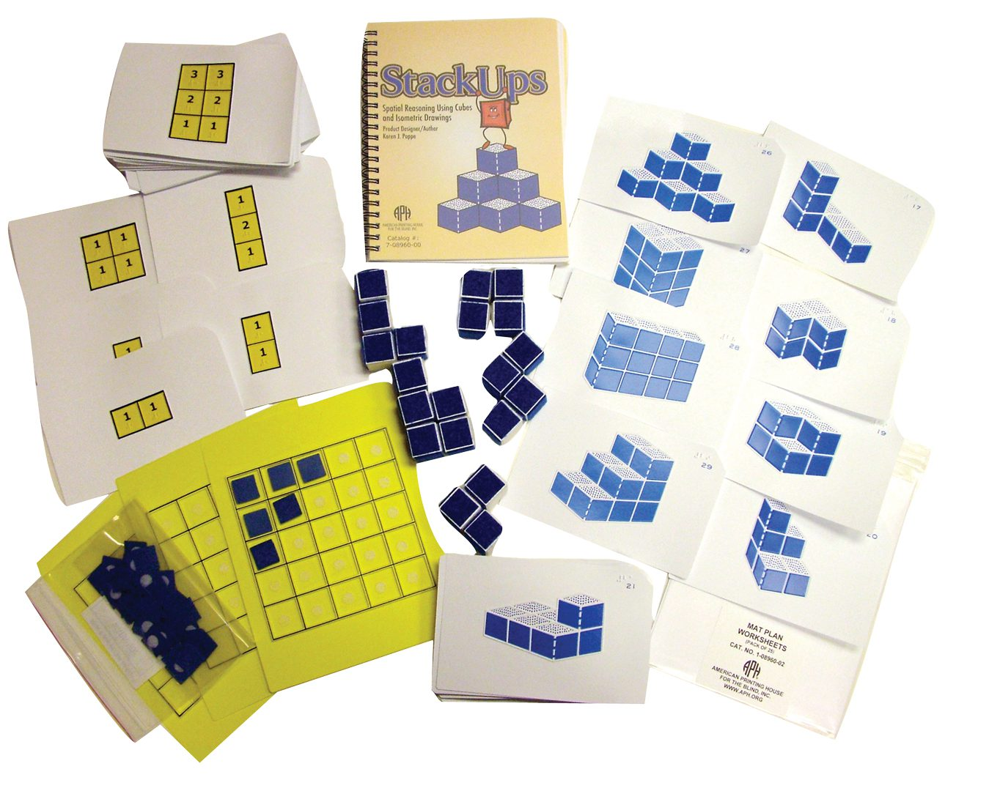 3 3
2 2
1 1
1
2
1
1 1
1 1
1
1
1
1 1
StackUps
Spatial Reasoning Using Cubes
and Isometric Drawings
Product Designer/Author
Karen J. Poppe
APH
AMERICAN PRINTING HOUSE
FOR THE BLIND, INC.
Catalog #:
7-08960-00
26
17
27
18
28
19
29
20
21
MAT PLAN
WORKSHEETS
(PACK OF 25)
CAT. NO. 1-08960-02
APH
AMERICAN PRINTING HOUSE
FOR THE BLIND, INC.
WWW.APH.ORG